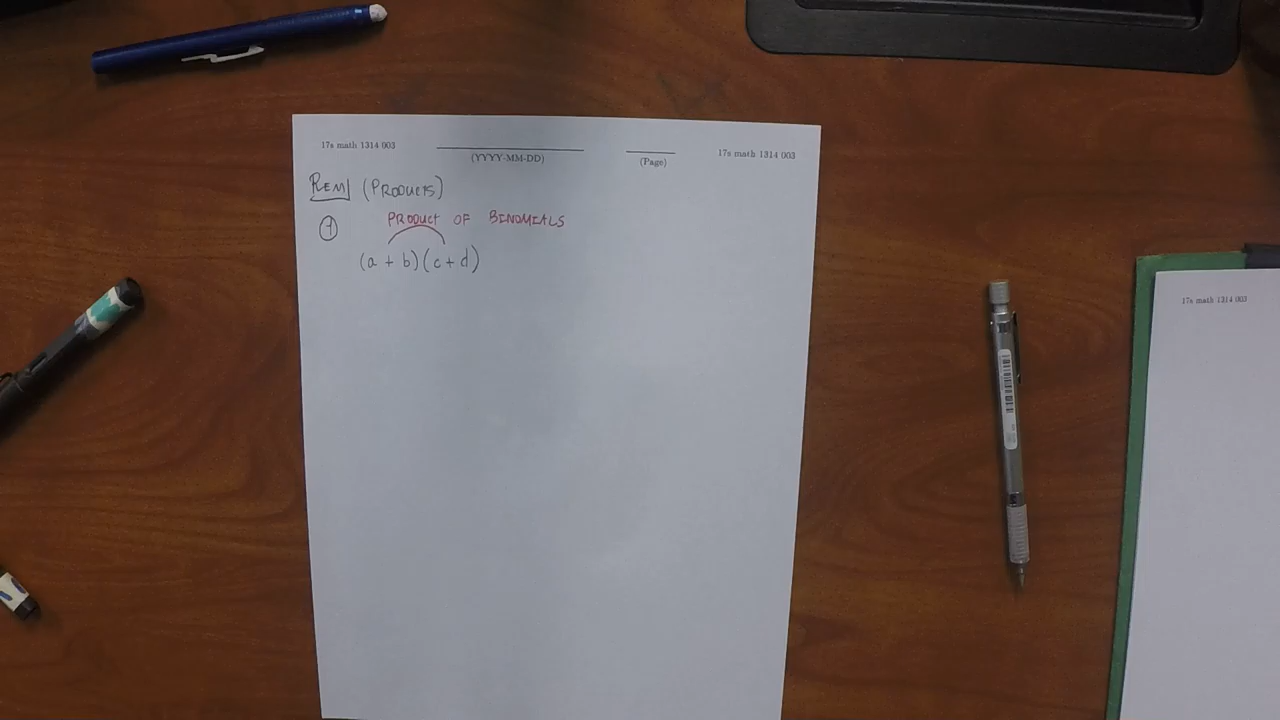 17s math 1314 003 (YYYY-MM-DD) (Page) 17s math 1314 003
REM (PRODUCTS)
1 PRODUCT OF BINOMIALS
(a + b)(c + d)
17s math 1314 003